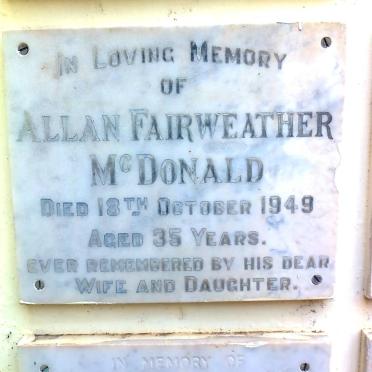 In Loving Memory
of
Allan Fairweather
McDonald
Died 18th October 1949
Aged 35 Years.
Ever remembered by his dear
Wife and Daughter.
In Memory of